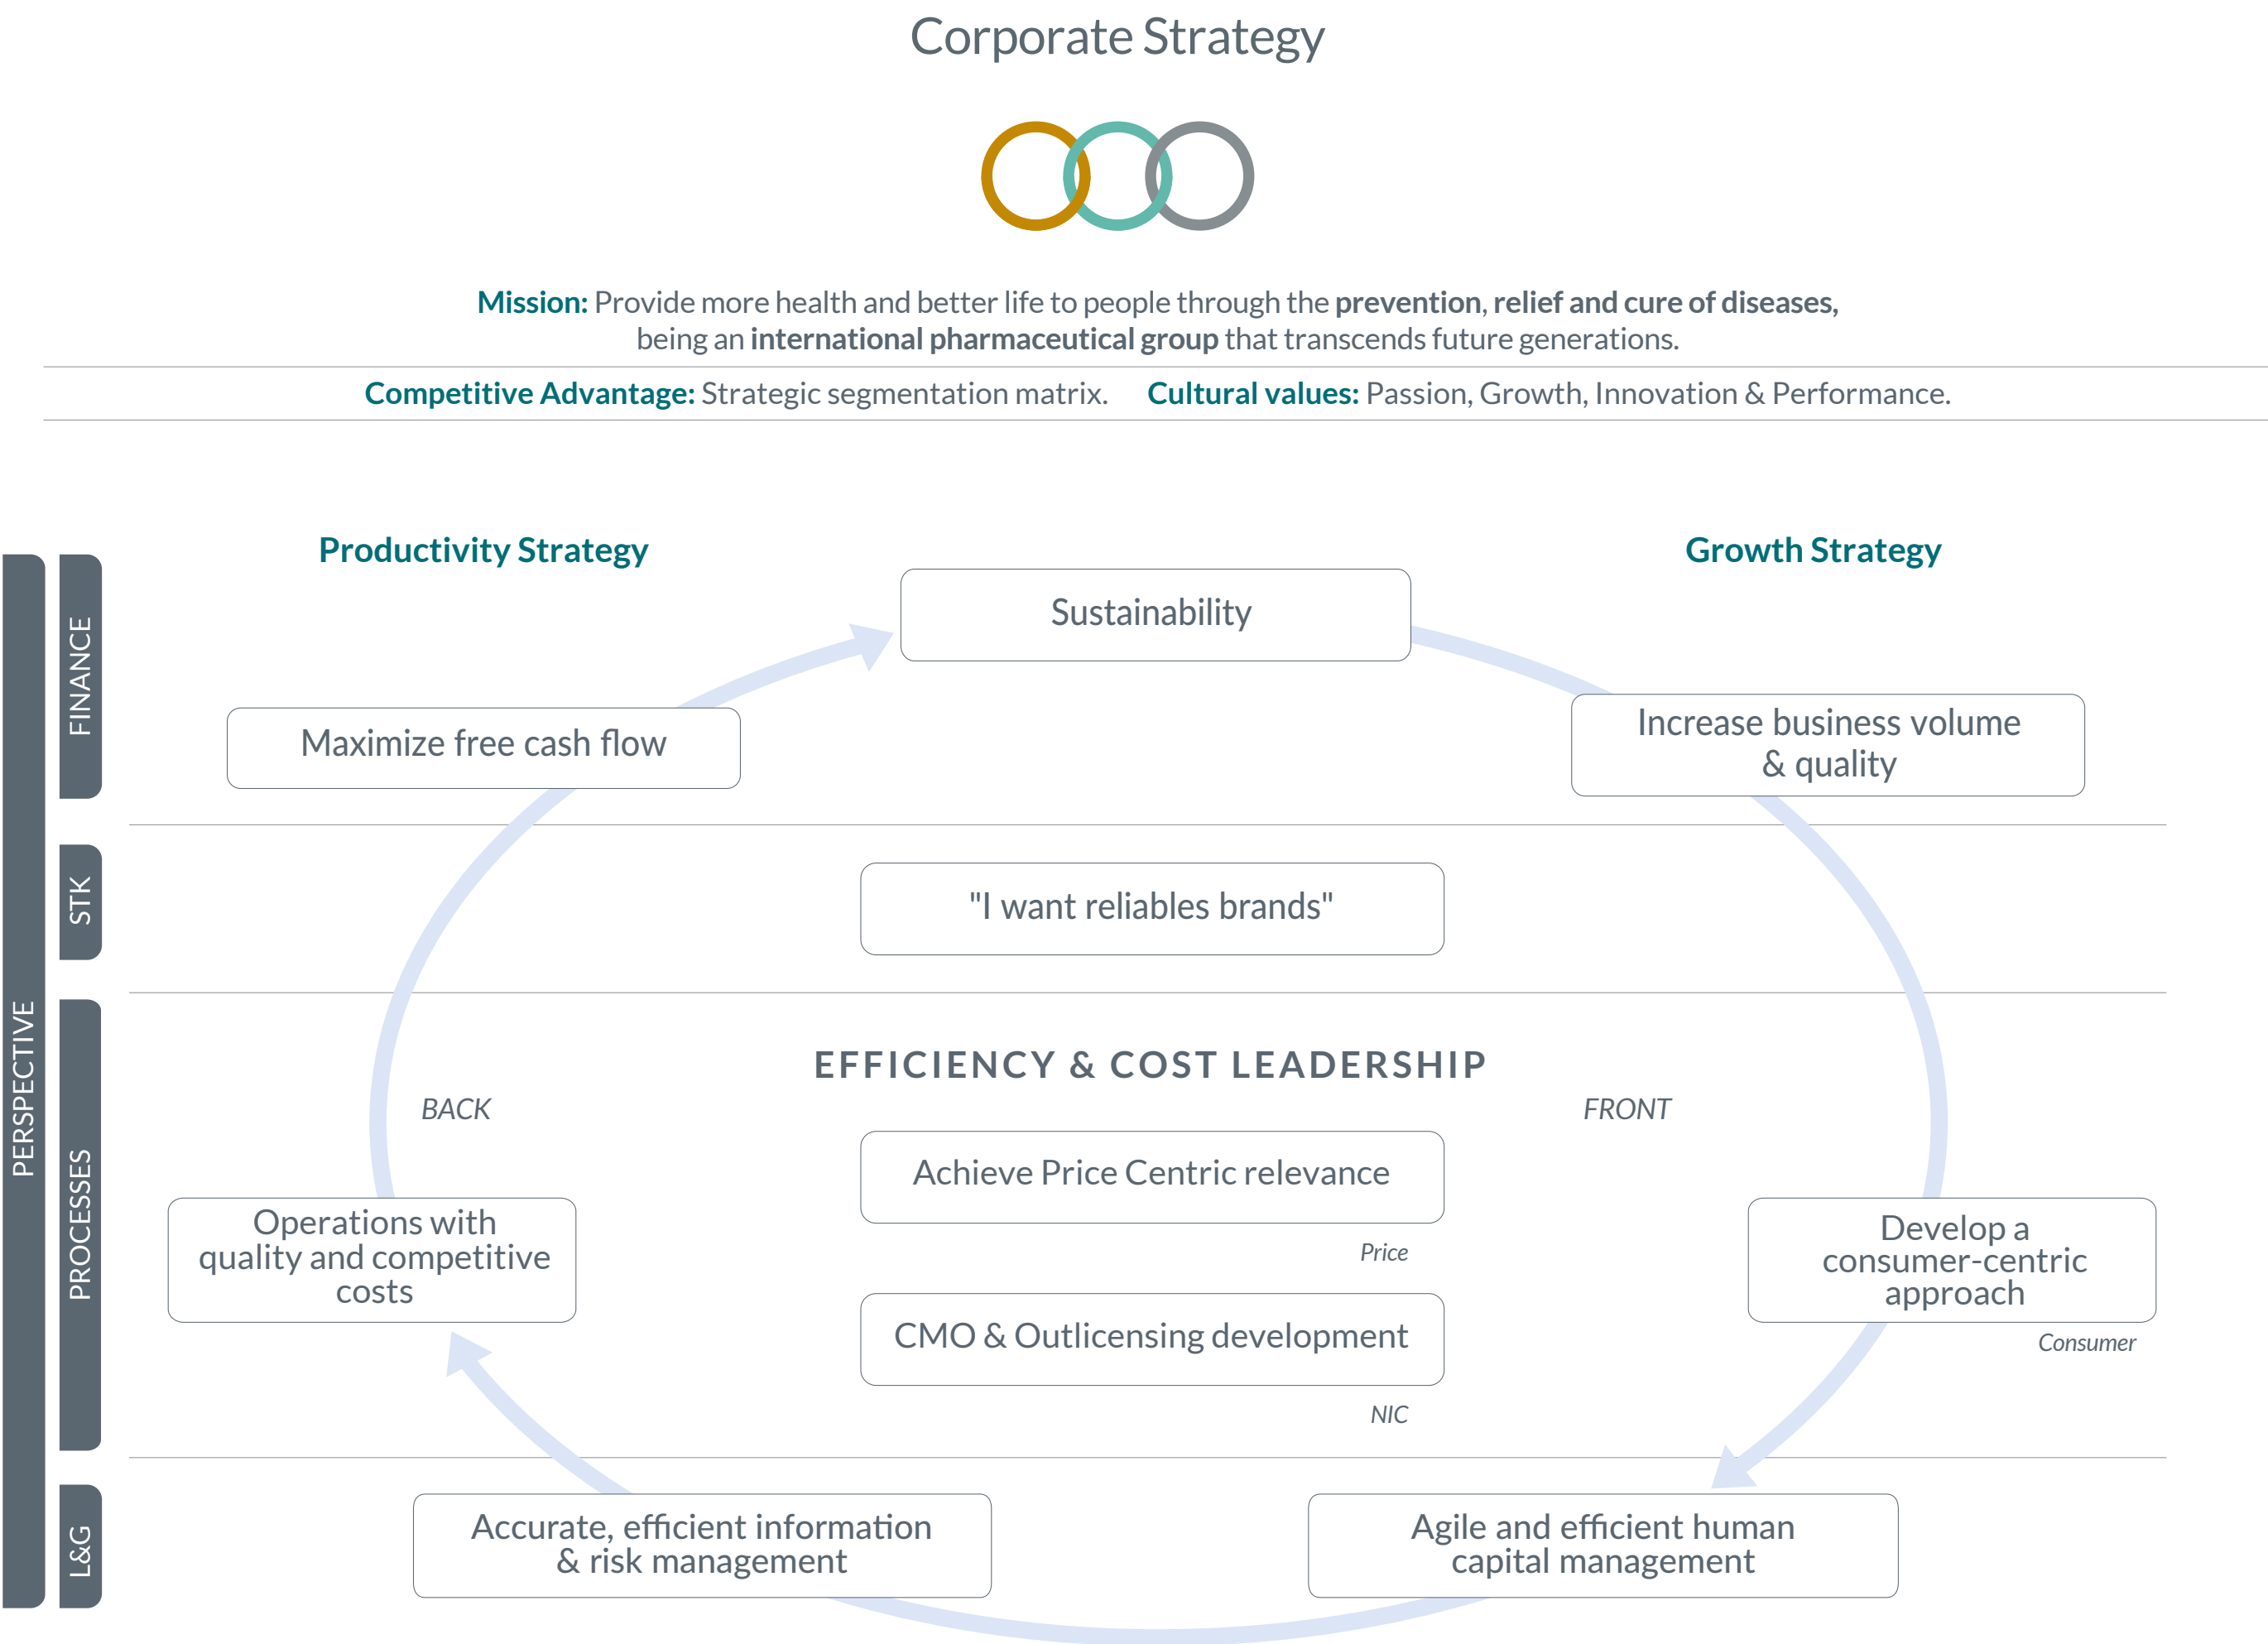 Corporate Strategy
Mission: Provide more health and better life to people through the prevention, relief and cure of diseases,
being an international pharmaceutical group that transcends future generations.
Competitive Advantage: Strategic segmentation matrix. Cultural values: Passion, Growth, Innovation & Performance.
PERSPECTIVE
FINANCE
Productivity Strategy
Growth Strategy
Sustainability
Maximize free cash flow
Increase business volume
& quality
STK
"I want reliables brands"
PROCESSES
EFFICIENCY & COST LEADERSHIP
BACK
FRONT
Achieve Price Centric relevance
Price
Operations with
quality and competitive
costs
Develop a
consumer-centric
approach
Consumer
CMO & Outlicensing development
NIC
L&G
Accurate, efficient information
& risk management
Agile and efficient human
capital management